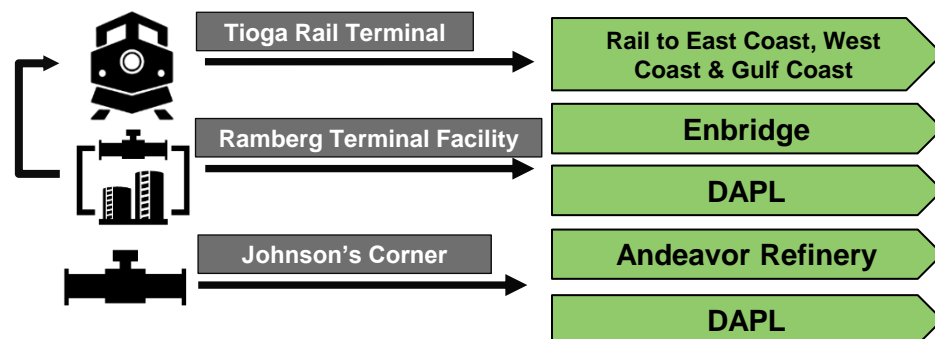 Tioga Rail Terminal
Rail to East Coast, West
Coast & Gulf Coast
Ramberg Terminal Facility
Enbridge
DAPL
Johnson's Corner
Andeavor Refinery
DAPL